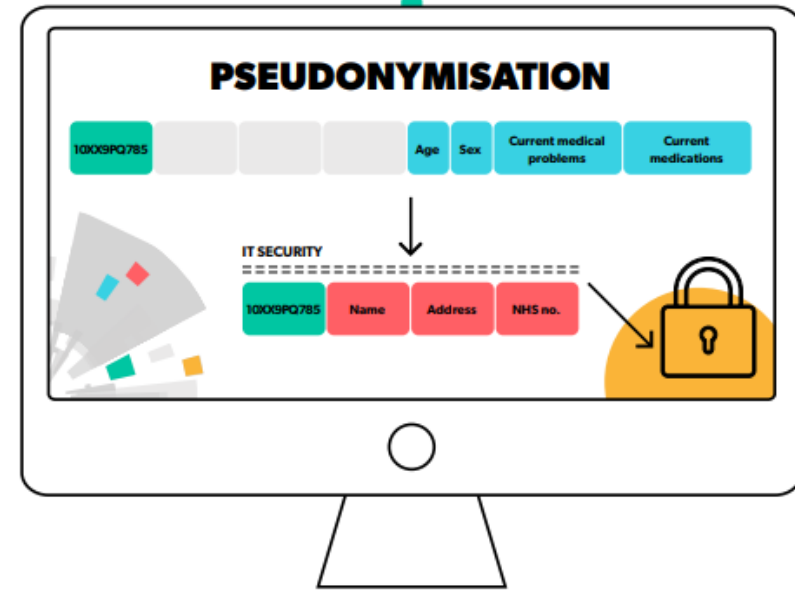 PSEUDONYMISATION
10XX9PQ785
Age
Sex
Current medical
problems
Current
medications
IT SECURITY
10XX9PQ785
Name
Address
NHS no.